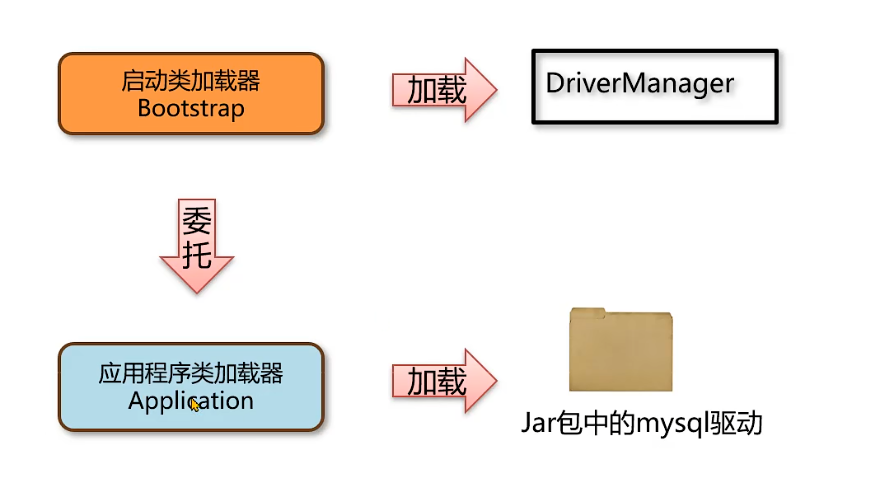 启动类加载器
Bootstrap
加载
DriverManager
委
托
应用程序类加载器
Application
加载
Jar包中的mysql驱动